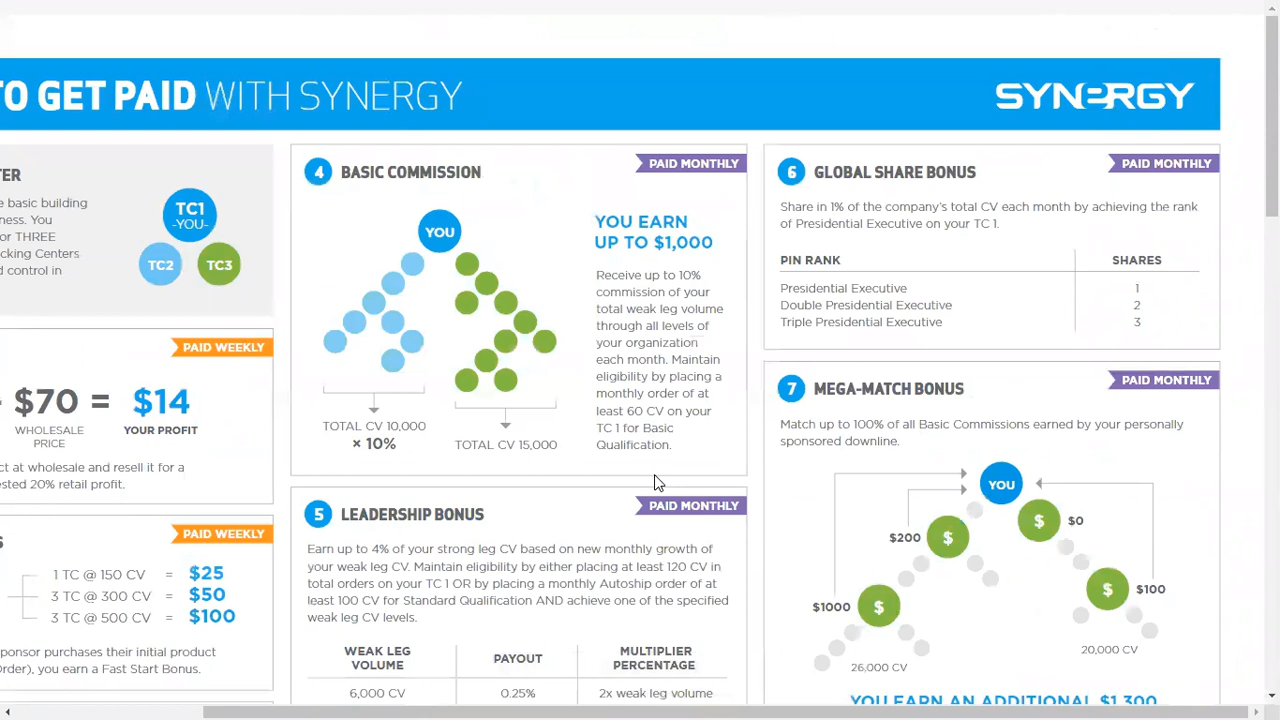 TO GET PAID WITH SYNERGY
SYNERGY
TER
e basic building
ness. You
or THREE
cking Centers
d control in
TC1
-YOU-
TC2
TC3
PAID WEEKLY
$70 = $14
WHOLESALE
PRICE
YOUR PROFIT
ct at wholesale and resell it for a
ested 20% retail profit.
PAID WEEKLY
S
1 TC @ 150 CV = $25
3 TC @ 300 CV = $50
3 TC @ 500 CV = $100
sponsor purchases their initial product
Order), you earn a Fast Start Bonus.
4 BASIC COMMISSION
PAID MONTHLY
YOU
YOU EARN
UP TO $1,000
Receive up to 10%
commission of your
total weak leg volume
through all levels of
your organization
each month. Maintain
eligibility by placing a
monthly order of at
least 60 CV on your
TC 1 for Basic
Qualification.
TOTAL CV 10,000
× 10%
TOTAL CV 15,000
5 LEADERSHIP BONUS
PAID MONTHLY
Earn up to 4% of your strong leg CV based on new monthly growth of
your weak leg CV. Maintain eligibility by either placing at least 120 CV in
total orders on your TC 1 OR by placing a monthly Autoship order of at
least 100 CV for Standard Qualification AND achieve one of the specified
weak leg CV levels.
WEAK LEG
VOLUME
PAYOUT
MULTIPLIER
PERCENTAGE
6,000 CV 0.25% 2x weak leg volume
6 GLOBAL SHARE BONUS
PAID MONTHLY
Share in 1% of the company's total CV each month by achieving the rank
of Presidential Executive on your TC 1.
PIN RANK SHARES
Presidential Executive 1
Double Presidential Executive 2
Triple Presidential Executive 3
7 MEGA-MATCH BONUS
PAID MONTHLY
Match up to 100% of all Basic Commissions earned by your personally
sponsored downline.
YOU
$ $0
$200 $
$ $100
$1000 $
20,000 CV
26,000 CV
YOU EARN AN ADDITIONAL $1,300